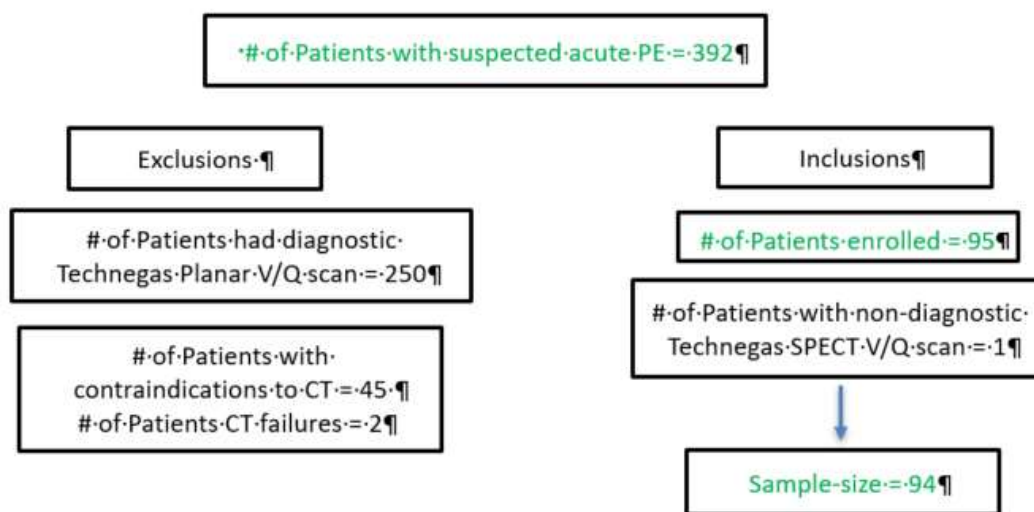 ·#·of·Patients·with·suspected·acute·PE·=·392¶
Exclusions·¶
#·of·Patients·had·diagnostic·
Technegas·Planar·V/Q·scan·=·250¶
#·of·Patients·with·
contraindications·to·CT·=·45·¶
#·of·Patients·CT·failures·=·2¶
Inclusions¶
#·of·Patients·enrolled·=·95¶
#·of·Patients·with·non-diagnostic·
Technegas·SPECT·V/Q·scan·=·1¶
Sample-size·=·94¶